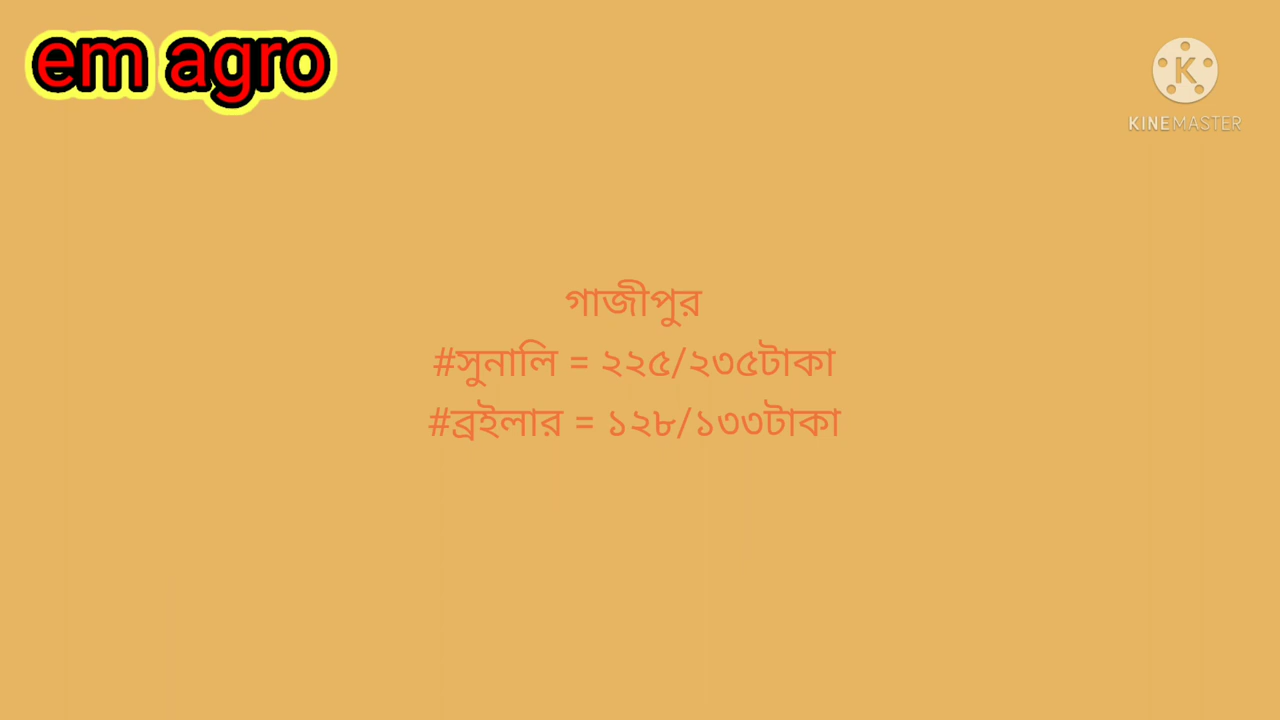 em agro
KINEMASTER
গাজীপুর
#সুনালি = ২২৫/২৩৫টাকা
#ব্রইলার = ১২৮/১৩৩টাকা